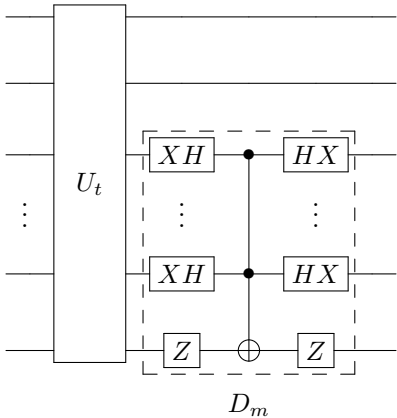 XH HX
U_t
⋮ ⋮ ⋮
XH HX
Z Z
D_m